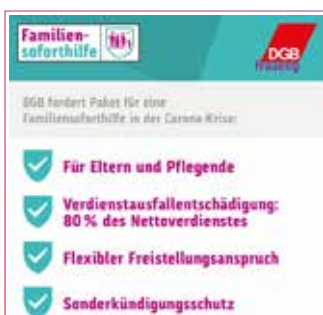 Familien-
soforthilfe
DGB
frauen
DGB fordert Paket für eine
Familiensoforthilfe in der Corona-Krise:
Für Eltern und Pflegende
Verdienstausfallentschädigung:
80 % des Nettoverdienstes
Flexibler Freistellungsanspruch
Sonderkündigungsschutz